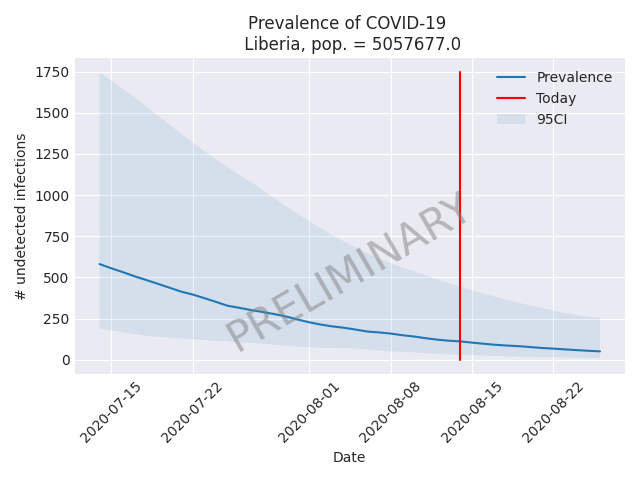 Prevalence of COVID-19
Liberia, pop. = 5057677.0
1750
1500
1250
1000
750
500
250
0
# undetected infections
Prevalence
Today
95CI
PRELIMINARY
2020-07-15
2020-07-22
2020-08-01
2020-08-08
2020-08-15
2020-08-22
Date